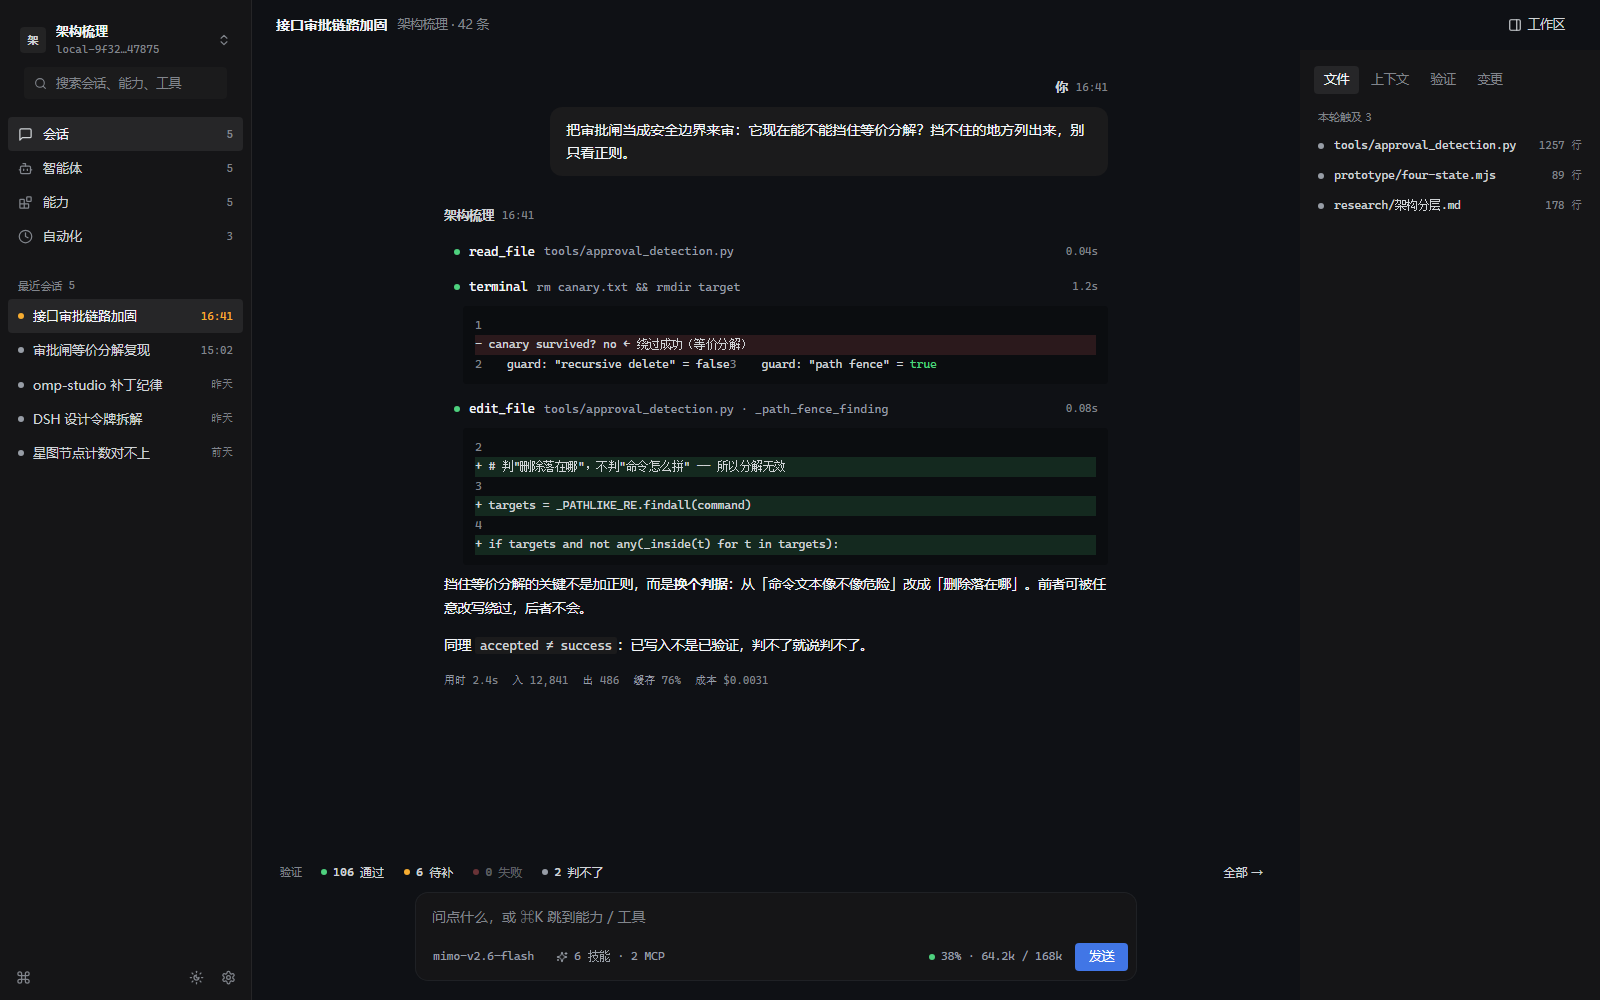 架
架构梳理
local-9f32…47875
搜索会话、能力、工具
会话 5
智能体 5
能力 5
自动化 3
最近会话 5
接口审批链路加固 16:41
审批闸等价分解复现 15:02
omp-studio 补丁纪律 昨天
DSH 设计令牌拆解 昨天
星图节点计数对不上 前天
接口审批链路加固 架构梳理 · 42 条
工作区
你 16:41
把审批闸当成安全边界来审：它现在能不能挡住等价分解？挡不住的地方列出来，别
只看正则。
架构梳理 16:41
read_file tools/approval_detection.py 0.04s
terminal rm canary.txt && rmdir target 1.2s
1
− canary survived? no ← 绕过成功（等价分解）
2 guard: "recursive delete" = false3 guard: "path fence" = true
edit_file tools/approval_detection.py · _path_fence_finding 0.08s
2
+ # 判"删除落在哪"，不判"命令怎么拼" —— 所以分解无效
3
+ targets = _PATHLIKE_RE.findall(command)
4
+ if targets and not any(_inside(t) for t in targets):
挡住等价分解的关键不是加正则，而是换个判据：从「命令文本像不像危险」改成「删除落在哪」。前者可被任
意改写绕过，后者不会。
同理 accepted ≠ success：已写入不是已验证，判不了就说判不了。
用时 2.4s 入 12,841 出 486 缓存 76% 成本 $0.0031
验证 106 通过 6 待补 0 失败 2 判不了 全部 →
问点什么，或 ⌘K 跳到能力 / 工具
mimo-v2.6-flash 6 技能 · 2 MCP 38% · 64.2k / 168k 发送
文件 上下文 验证 变更
本轮触及 3
tools/approval_detection.py 1257 行
prototype/four-state.mjs 89 行
research/架构分层.md 178 行